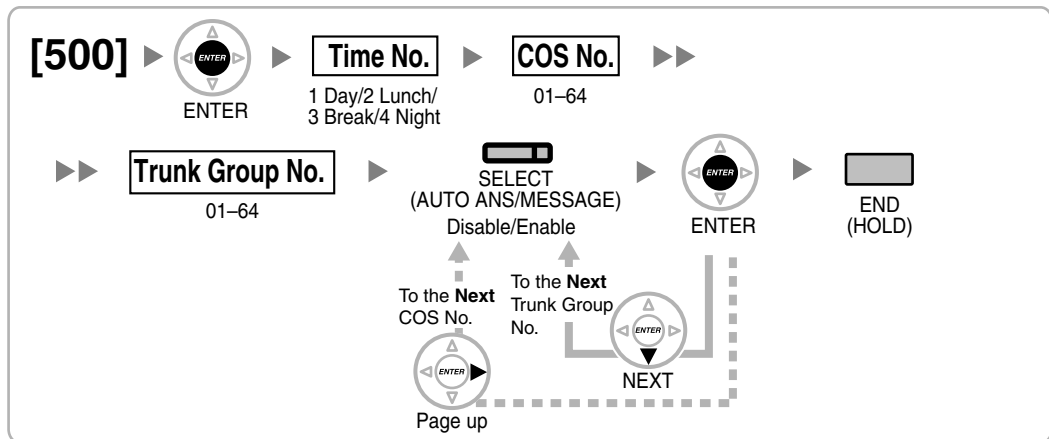 [500]
ENTER
ENTER
Time No.
1 Day/2 Lunch/
3 Break/4 Night
COS No.
01–64
Trunk Group No.
01–64
SELECT
(AUTO ANS/MESSAGE)
Disable/Enable
ENTER
ENTER
END
(HOLD)
To the Next
COS No.
ENTER
Page up
To the Next
Trunk Group
No.
ENTER
NEXT